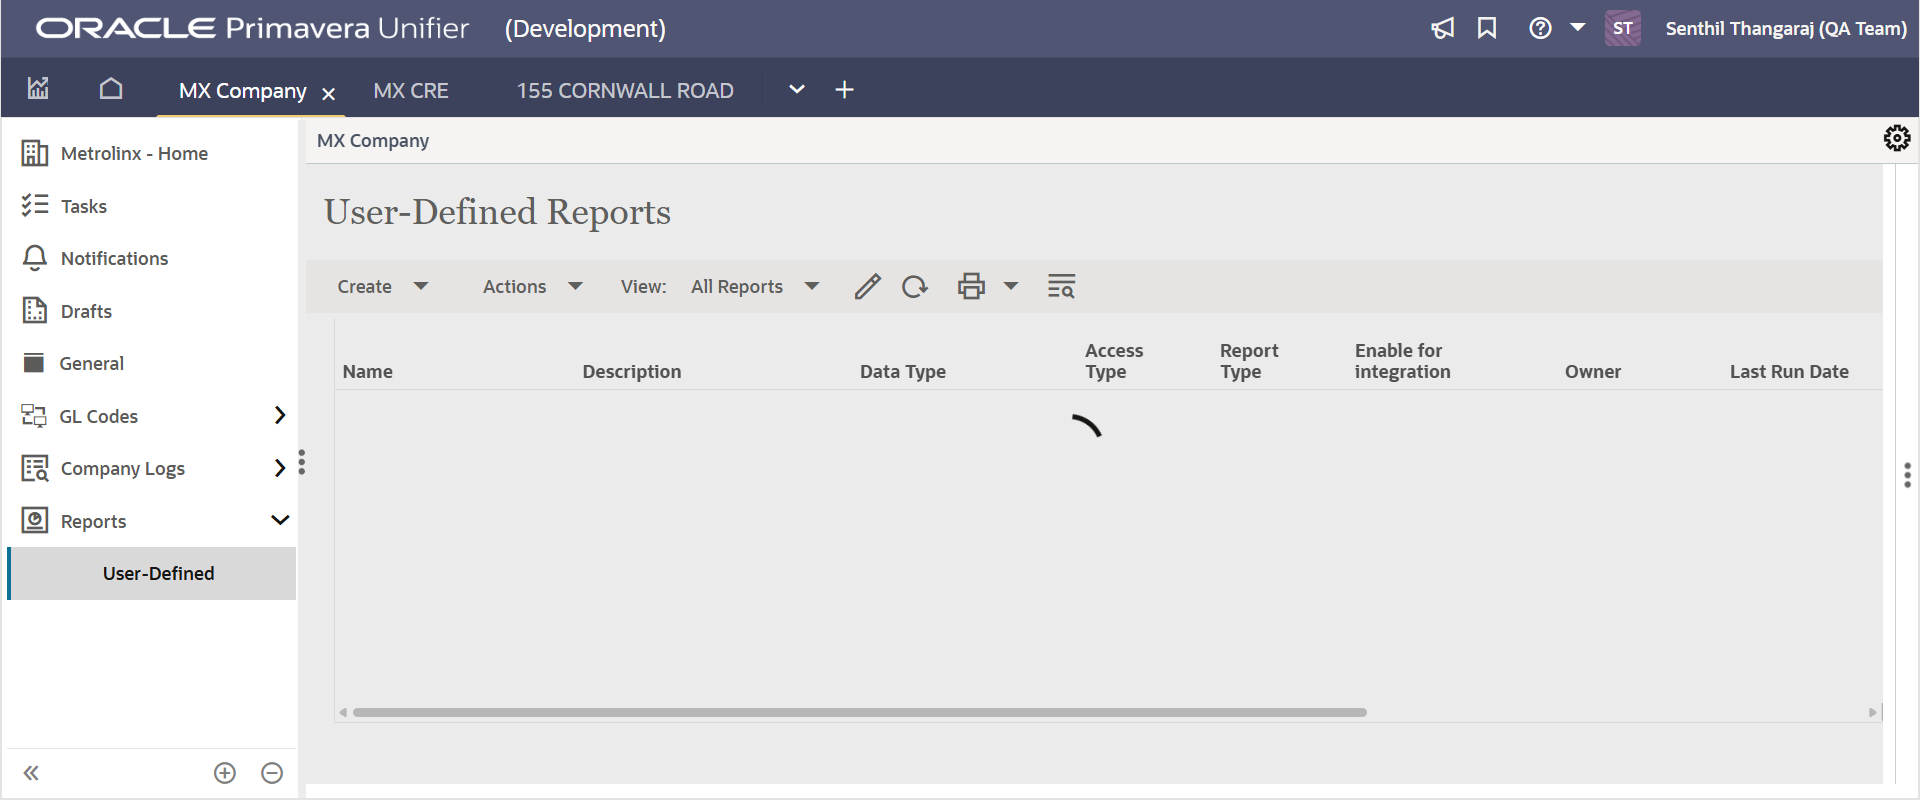 ORACLE Primavera Unifier (Development)
ST Senthil Thangaraj (QA Team)
MX Company MX CRE 155 CORNWALL ROAD
Metrolinx - Home
Tasks
Notifications
Drafts
General
GL Codes
Company Logs
Reports
User-Defined
MX Company
User-Defined Reports
Create Actions View: All Reports
Name Description Data Type Access Type Report Type Enable for integration Owner Last Run Date